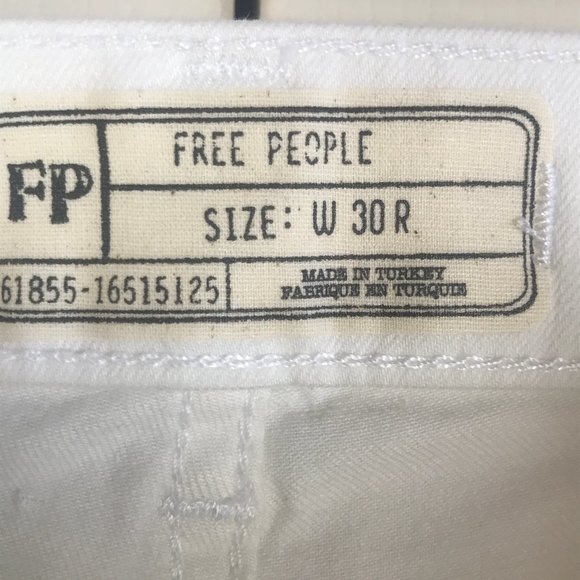 FP
FREE PEOPLE
SIZE: W 30 R.
61855-16515125
MADE IN TURKEY
FABRIQUE EN TURQUIE